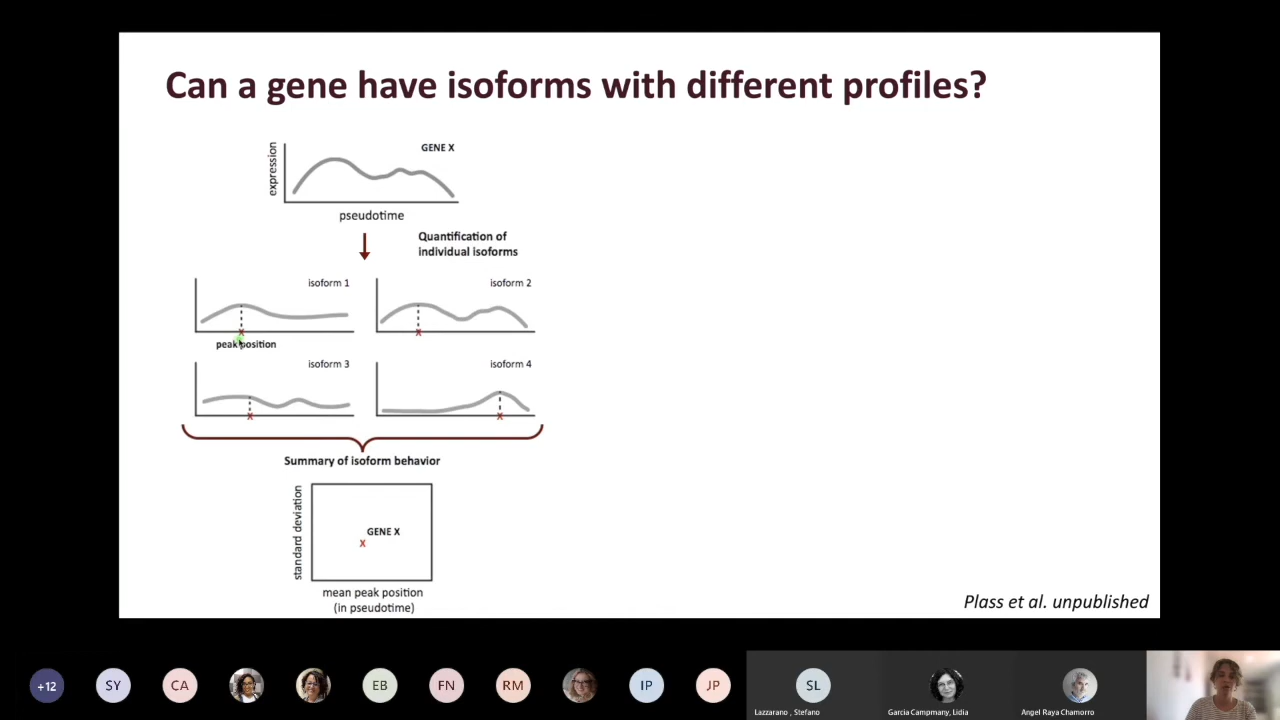 Can a gene have isoforms with different profiles?
expression
GENE X
pseudotime
Quantification of
individual isoforms
isoform 1
isoform 2
x
x
peak position
isoform 3
isoform 4
x
x
Summary of isoform behavior
standard deviation
GENE X
x
mean peak position
(in pseudotime)
Plass et al. unpublished
+12
SY
CA
EB
FN
RM
IP
JP
SL
Lazzarano , Stefano
Garcia Campmany, Lidia
Angel Raya Chamorro